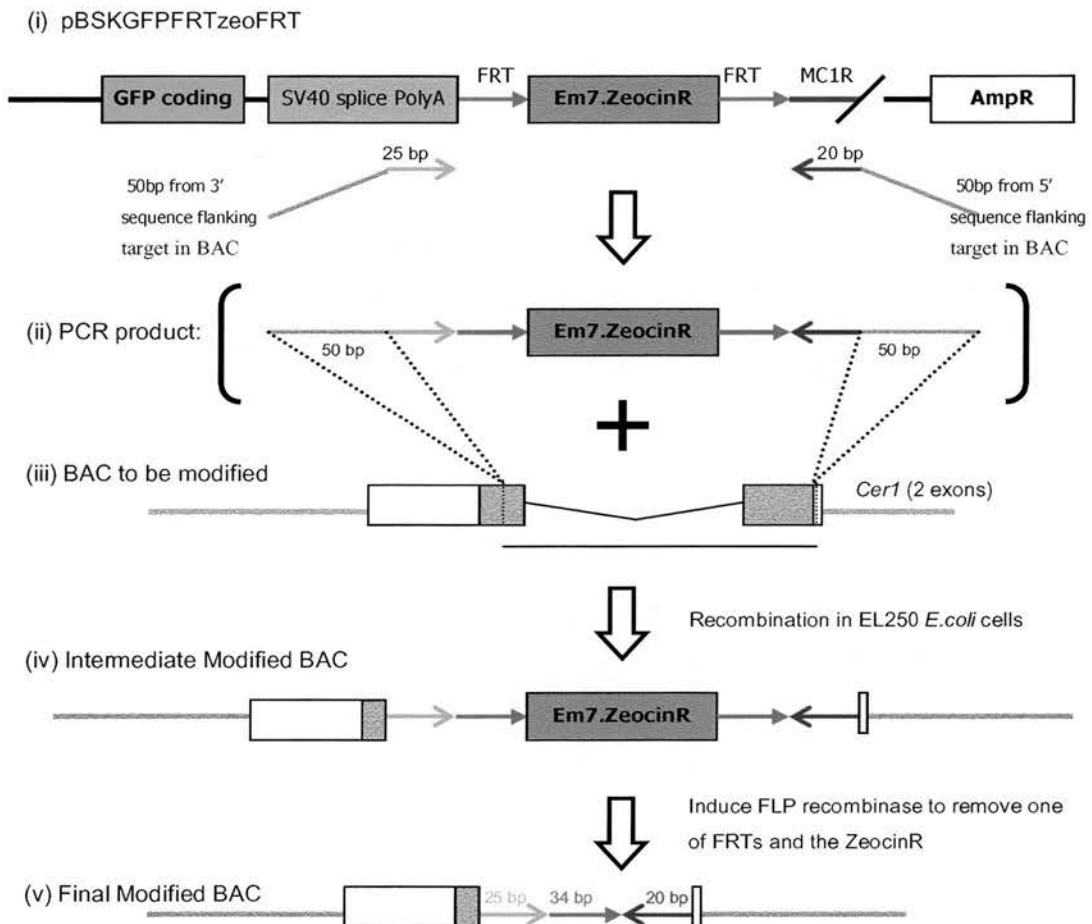 (i) pBSKGFPFRTzeoFRT
GFP coding
SV40 splice PolyA
FRT
Em7.ZeocinR
FRT
MC1R
AmpR
25 bp
20 bp
50bp from 3'
sequence flanking
target in BAC
50bp from 5'
sequence flanking
target in BAC
(ii) PCR product:
50 bp
Em7.ZeocinR
50 bp
+
(iii) BAC to be modified
Cer1 (2 exons)
Recombination in EL250 E.coli cells
(iv) Intermediate Modified BAC
Em7.ZeocinR
Induce FLP recombinase to remove one
of FRTs and the ZeocinR
(v) Final Modified BAC
25 bp
34 bp
20 bp